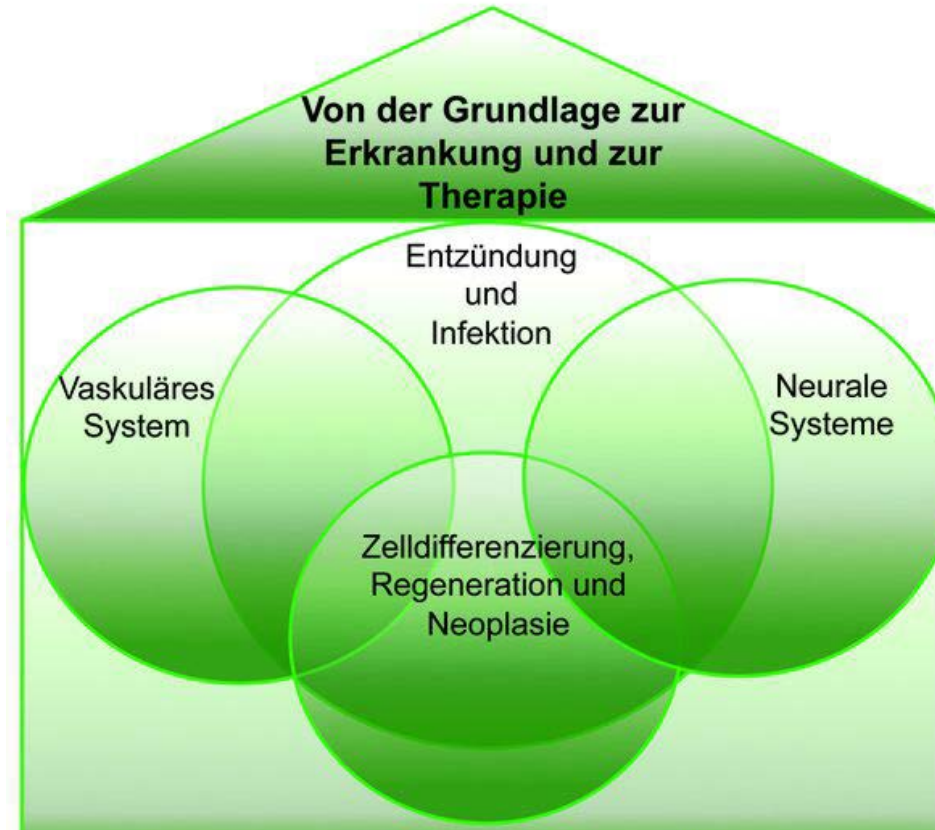 Von der Grundlage zur
Erkrankung und zur
Therapie
Entzündung
und
Infektion
Vaskuläres
System
Neurale
Systeme
Zelldifferenzierung,
Regeneration und
Neoplasie